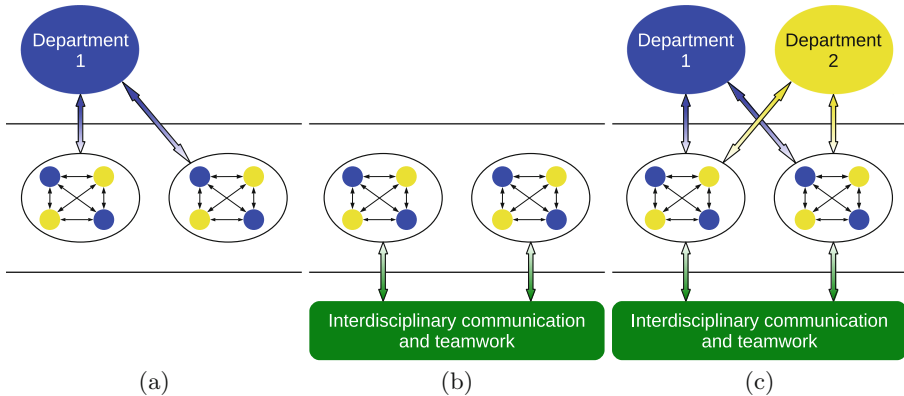 Department
1
Department
1
Department
2
Interdisciplinary communication
and teamwork
Interdisciplinary communication
and teamwork
(a)
(b)
(c)